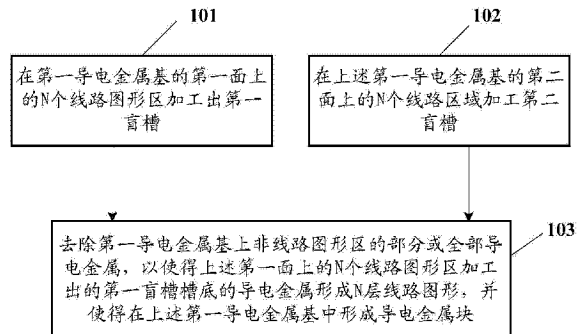 101
在第一导电金属基的第一面上
的N个线路图形区加工出第一
盲槽
102
在上述第一导电金属基的第二
面上的N个线路区域加工第二
盲槽
103
去除第一导电金属基上非线路图形区的部分或全部导
电金属，以使得上述第一面上的N个线路图形区加工
出的第一盲槽槽底的导电金属形成N层线路图形，并
使得在上述第一导电金属基中形成导电金属块